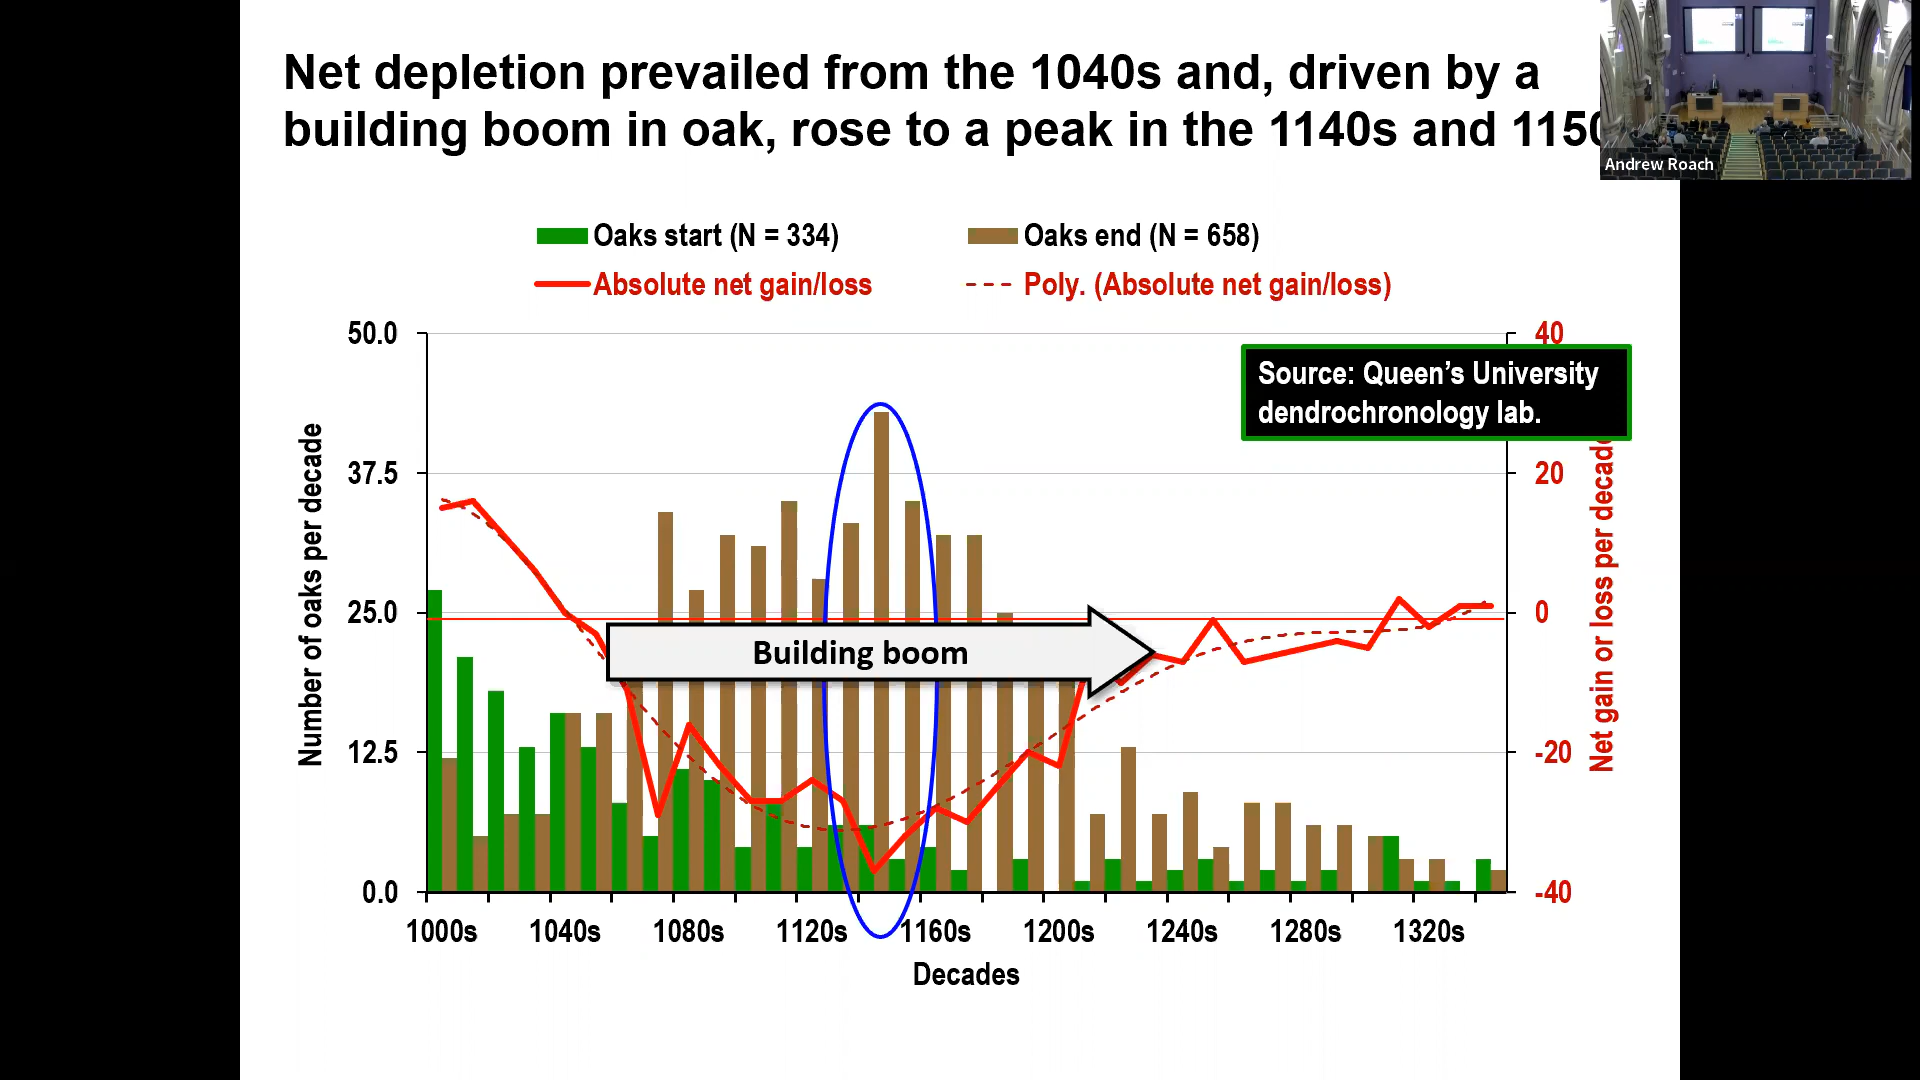 Net depletion prevailed from the 1040s and, driven by a
building boom in oak, rose to a peak in the 1140s and
Andrew Roach
Oaks start (N = 334)
Oaks end (N = 658)
Absolute net gain/loss
Poly. (Absolute net gain/loss)
Source: Queen’s University
dendrochronology lab.
Number of oaks per decade
50.0
37.5
25.0
12.5
0.0
Building boom
40
20
0
-20
-40
Net gain or loss per decade
1000s
1040s
1080s
1120s
1160s
1200s
1240s
1280s
1320s
Decades